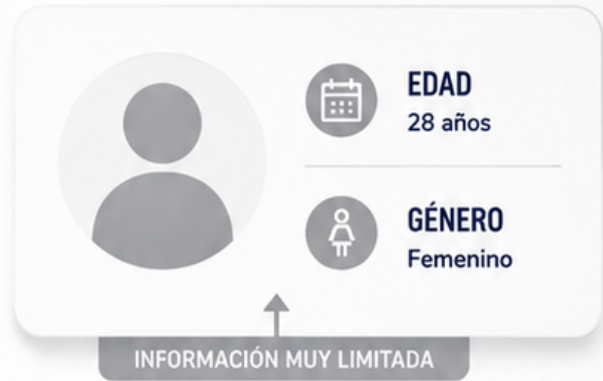 EDAD
28 años
GÉNERO
Femenino
INFORMACIÓN MUY LIMITADA